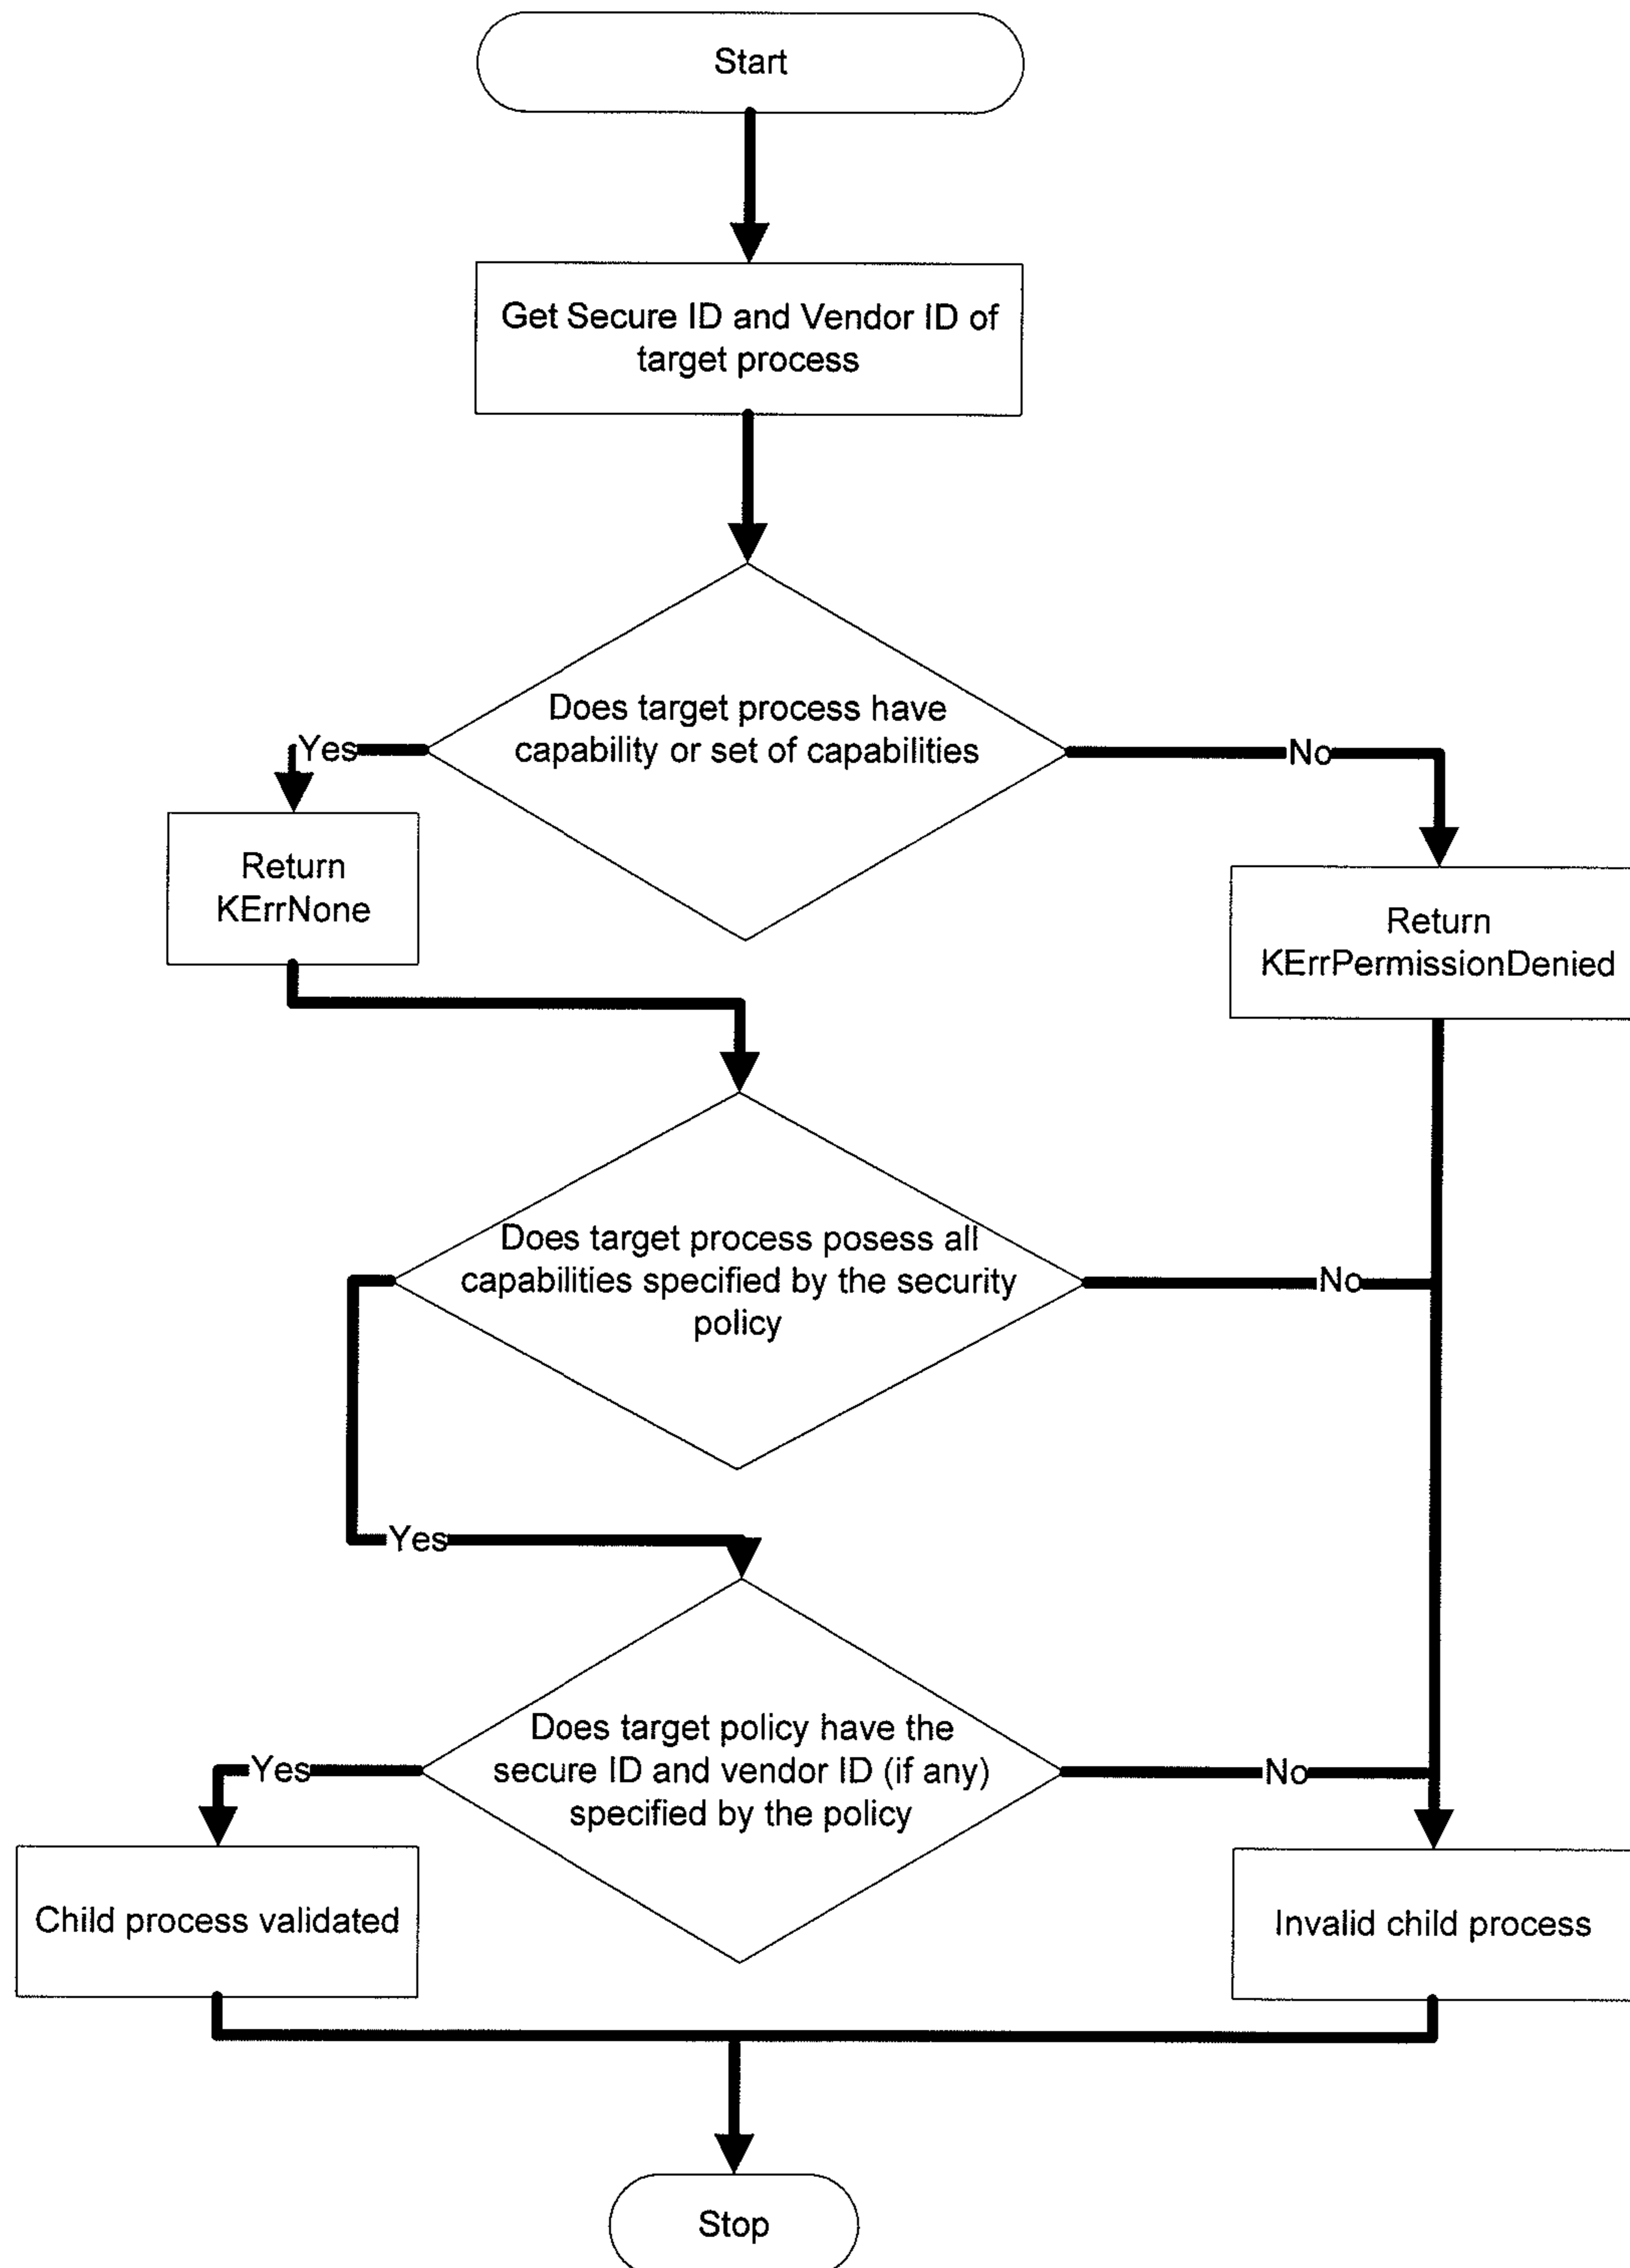 Start
Get Secure ID and Vendor ID of
target process
Does target process have
capability or set of capabilities
Yes
No
Return
KErrNone
Return
KErrPermissionDenied
Does target process posess all
capabilities specified by the security
policy
No
Yes
Does target policy have the
secure ID and vendor ID (if any)
specified by the policy
Yes
No
Child process validated
Invalid child process
Stop